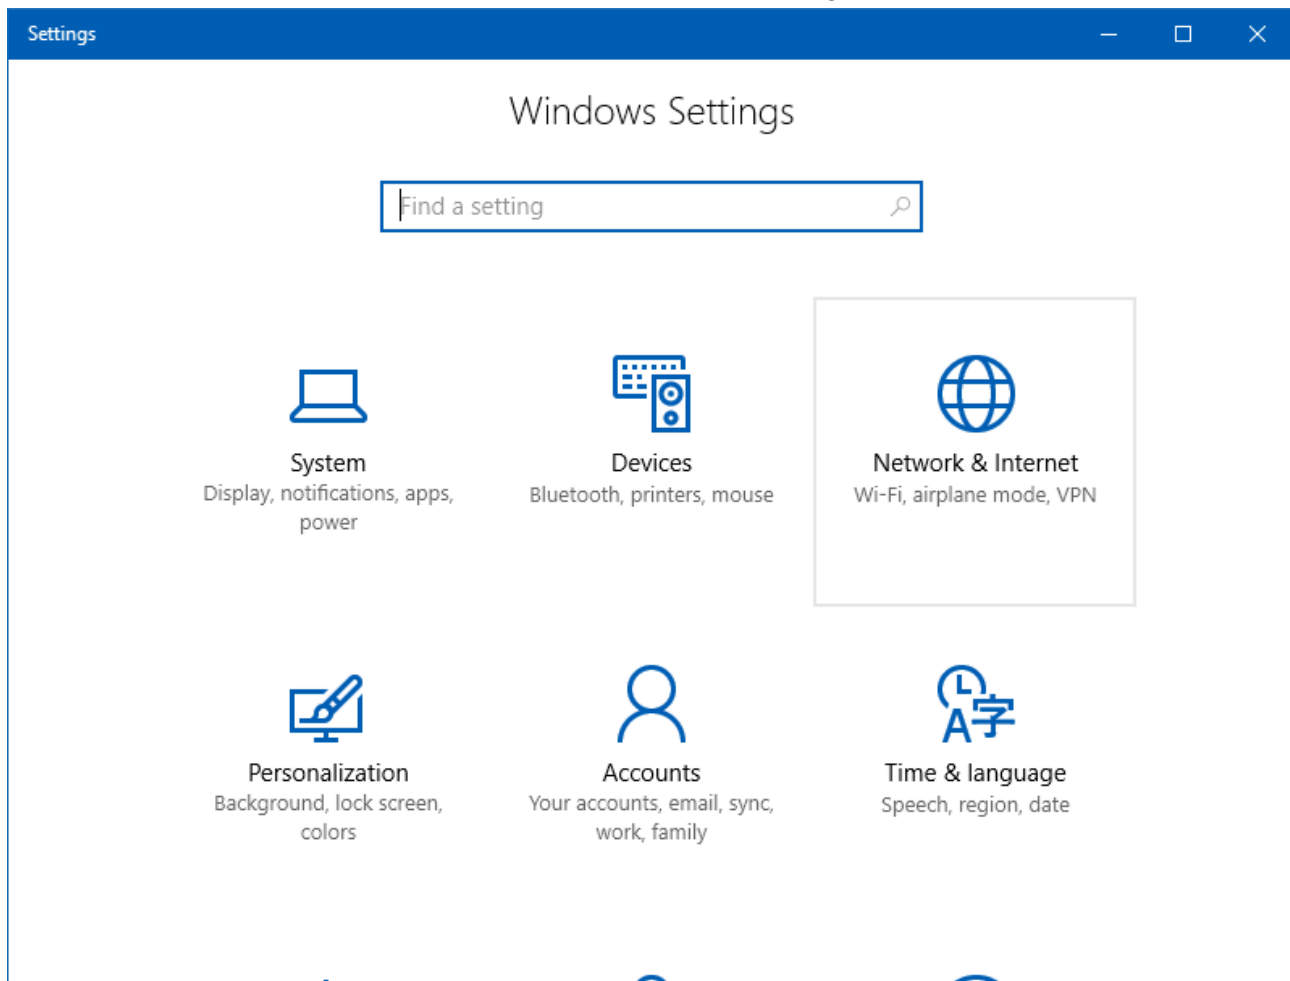 Settings
Windows Settings
Find a setting
System
Display, notifications, apps,
power
Devices
Bluetooth, printers, mouse
Network & Internet
Wi-Fi, airplane mode, VPN
Personalization
Background, lock screen,
colors
Accounts
Your accounts, email, sync,
work, family
A字
Time & language
Speech, region, date